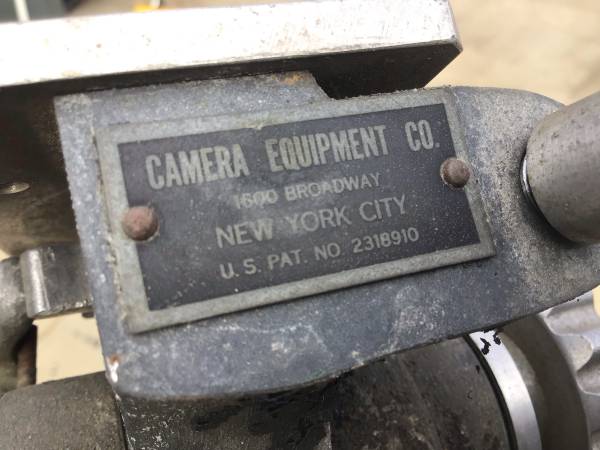 CAMERA EQUIPMENT CO.
1600 BROADWAY
NEW YORK CITY
U.S. PAT. NO. 2318910